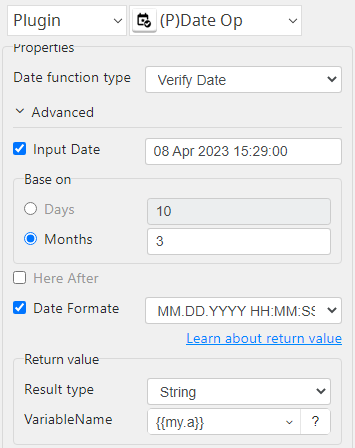 Plugin (P)Date Op
Properties
Date function type Verify Date
Advanced
Input Date 08 Apr 2023 15:29:00
Base on
Days 10
Months 3
Here After
Date Formate MM.DD.YYYY HH:MM:SS
Learn about return value
Return value
Result type String
VariableName {{my.a}} ?